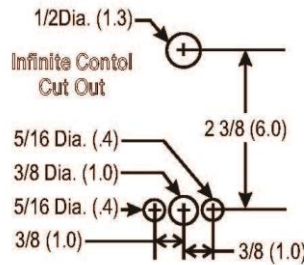 1/2Dia. (1.3)
Infinite Contol
Cut Out
2 3/8 (6.0)
5/16 Dia. (.4)
3/8 Dia. (1.0)
5/16 Dia. (.4)
3/8 (1.0)
3/8 (1.0)